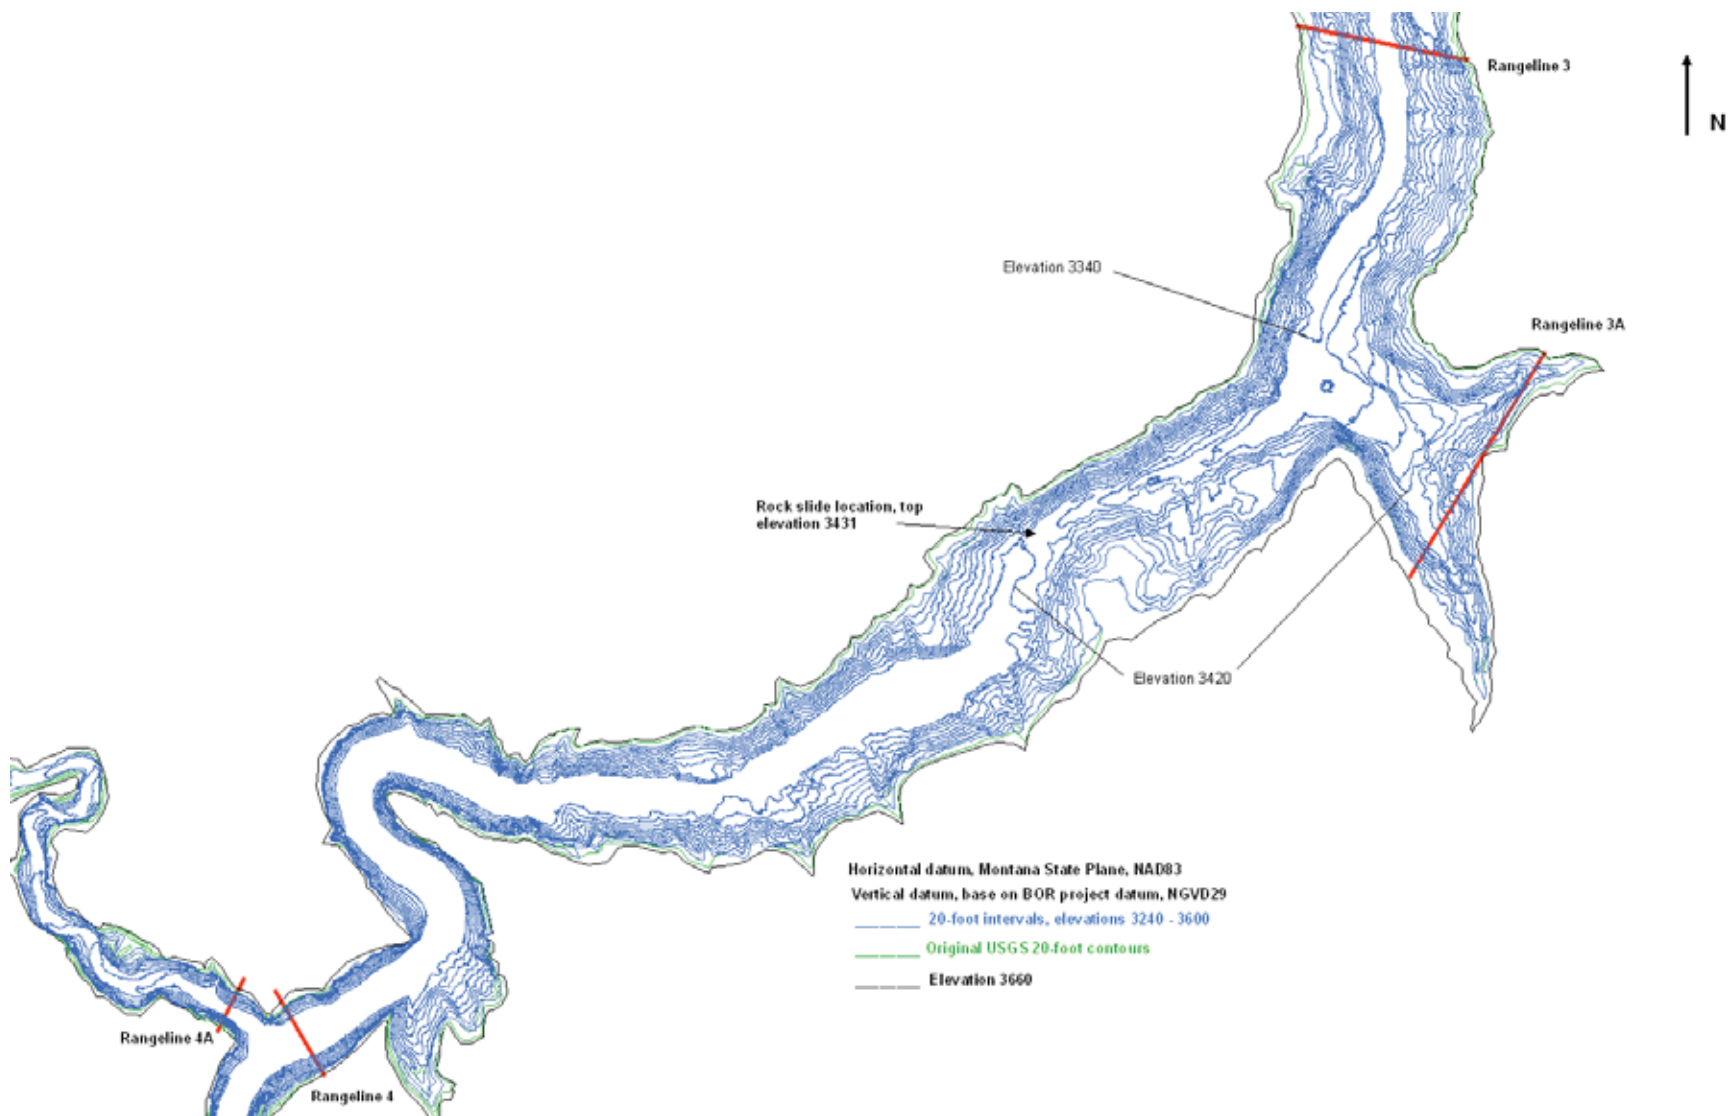 Rangeline 3
N
Elevation 3340
Rangeline 3A
Rock slide location, top
elevation 3431
Elevation 3420
Horizontal datum, Montana State Plane, NAD83
Vertical datum, base on BOR project datum, NGVD29
20-foot intervals, elevations 3240 - 3600
Original USGS 20-foot contours
Elevation 3660
Rangeline 4A
Rangeline 4